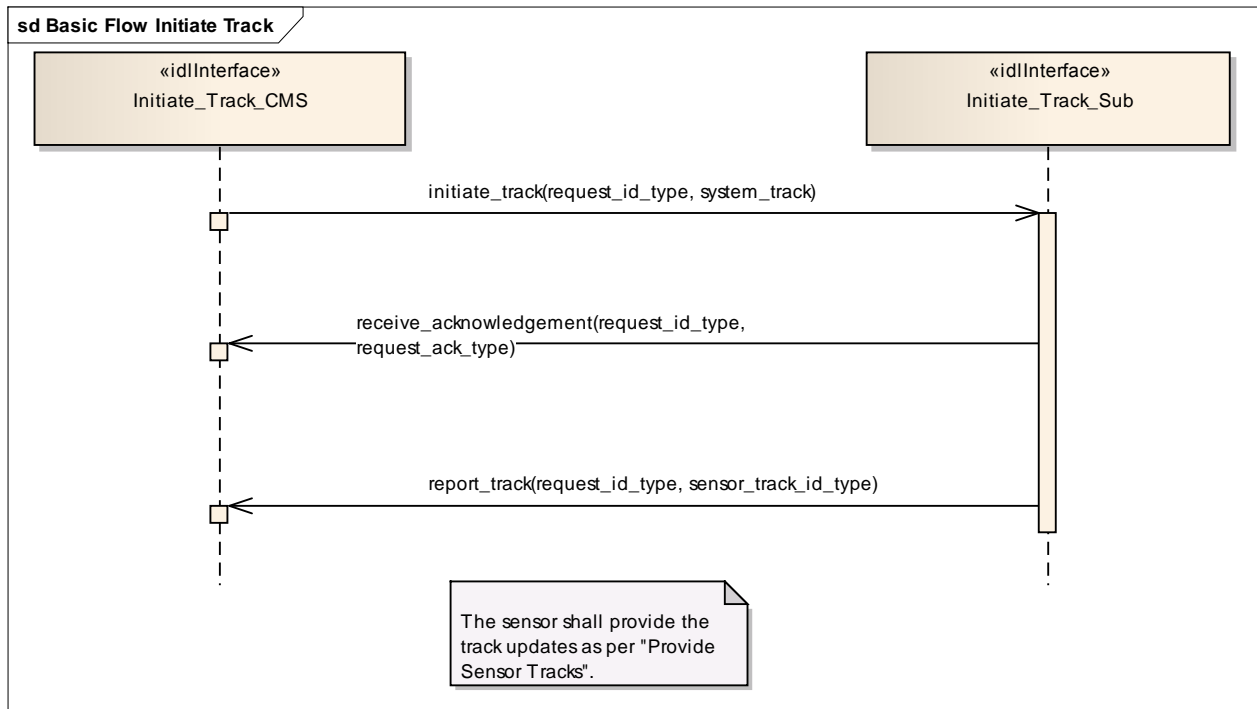 sd Basic Flow Initiate Track
«idlInterface»
Initiate_Track_CMS
«idlInterface»
Initiate_Track_Sub
initiate_track(request_id_type, system_track)
receive_acknowledgement(request_id_type,
request_ack_type)
report_track(request_id_type, sensor_track_id_type)
The sensor shall provide the
track updates as per "Provide
Sensor Tracks".